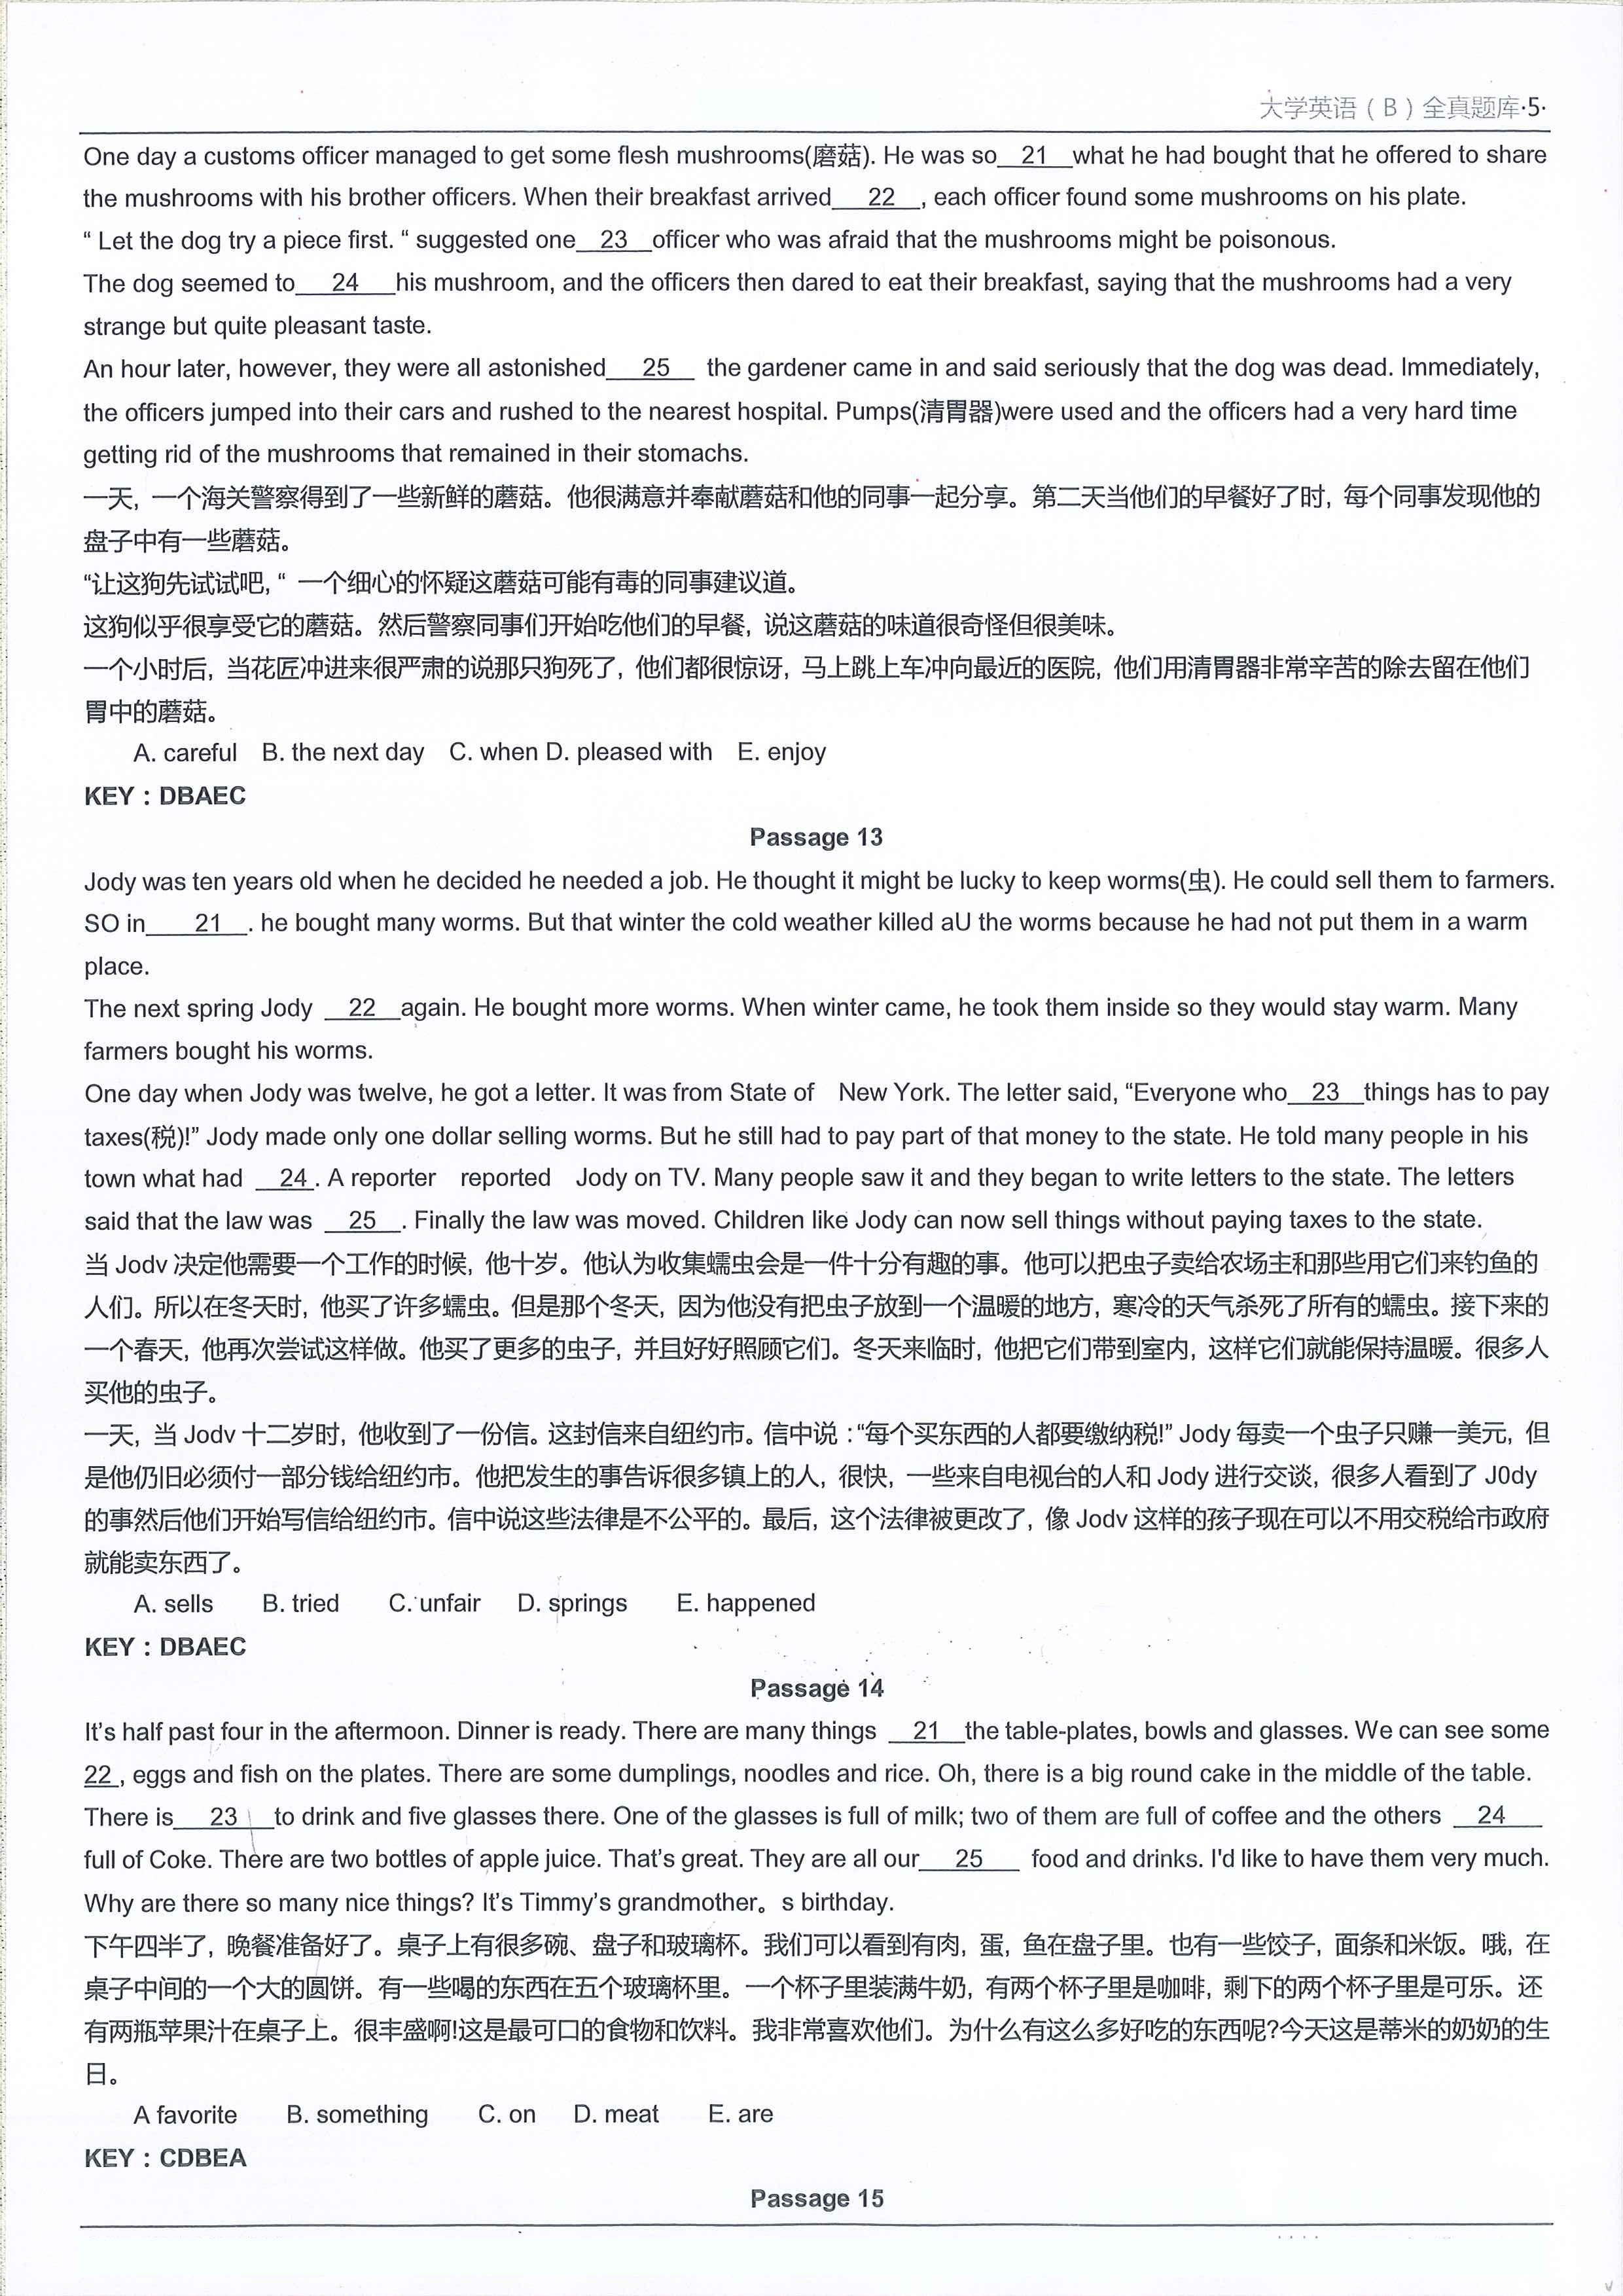 大学英语（B）全真题库·5·
One day a customs officer managed to get some flesh mushrooms(磨菇). He was so 21 what he had bought that he offered to share
the mushrooms with his brother officers. When their breakfast arrived 22 , each officer found some mushrooms on his plate.
“ Let the dog try a piece first. “ suggested one 23 officer who was afraid that the mushrooms might be poisonous.
The dog seemed to 24 his mushroom, and the officers then dared to eat their breakfast, saying that the mushrooms had a very
strange but quite pleasant taste.
An hour later, however, they were all astonished 25 the gardener came in and said seriously that the dog was dead. Immediately,
the officers jumped into their cars and rushed to the nearest hospital. Pumps(清胃器)were used and the officers had a very hard time
getting rid of the mushrooms that remained in their stomachs.
一天, 一个海关警察得到了一些新鲜的蘑菇。他很满意并奉献蘑菇和他的同事一起分享。第二天当他们的早餐好了时, 每个同事发现他的
盘子中有一些蘑菇。
“让这狗先试试吧, “ 一个细心的怀疑这蘑菇可能有毒的同事建议道。
这狗似乎很享受它的蘑菇。然后警察同事们开始吃他们的早餐, 说这蘑菇的味道很奇怪但很美味。
一个小时后, 当花匠冲进来很严肃的说那只狗死了, 他们都很惊讶, 马上跳上车冲向最近的医院, 他们用清胃器非常辛苦的除去留在他们
胃中的蘑菇。
A. careful B. the next day C. when D. pleased with E. enjoy
KEY : DBAEC
Passage 13
Jody was ten years old when he decided he needed a job. He thought it might be lucky to keep worms(虫). He could sell them to farmers.
SO in 21 . he bought many worms. But that winter the cold weather killed aU the worms because he had not put them in a warm
place.
The next spring Jody 22 again. He bought more worms. When winter came, he took them inside so they would stay warm. Many
farmers bought his worms.
One day when Jody was twelve, he got a letter. It was from State of New York. The letter said, “Everyone who 23 things has to pay
taxes(税)!” Jody made only one dollar selling worms. But he still had to pay part of that money to the state. He told many people in his
town what had 24 . A reporter reported Jody on TV. Many people saw it and they began to write letters to the state. The letters
said that the law was 25 . Finally the law was moved. Children like Jody can now sell things without paying taxes to the state.
当 Jodv 决定他需要一个工作的时候, 他十岁。他认为收集蠕虫会是一件十分有趣的事。他可以把虫子卖给农场主和那些用它们来钓鱼的
人们。所以在冬天时, 他买了许多蠕虫。但是那个冬天, 因为他没有把虫子放到一个温暖的地方, 寒冷的天气杀死了所有的蠕虫。接下来的
一个春天, 他再次尝试这样做。他买了更多的虫子, 并且好好照顾它们。冬天来临时, 他把它们带到室内, 这样它们就能保持温暖。很多人
买他的虫子。
一天, 当 Jodv 十二岁时, 他收到了一份信。这封信来自纽约市。信中说 :“每个买东西的人都要缴纳税!” Jody 每卖一个虫子只赚一美元, 但
是他仍旧必须付一部分钱给纽约市。他把发生的事告诉很多镇上的人, 很快, 一些来自电视台的人和 Jody 进行交谈, 很多人看到了 J0dy
的事然后他们开始写信给纽约市。信中说这些法律是不公平的。最后, 这个法律被更改了, 像 Jodv 这样的孩子现在可以不用交税给市政府
就能卖东西了。
A. sells B. tried C. unfair D. springs E. happened
KEY : DBAEC
Passage 14
It’s half past four in the aftermoon. Dinner is ready. There are many things 21 the table-plates, bowls and glasses. We can see some
22 , eggs and fish on the plates. There are some dumplings, noodles and rice. Oh, there is a big round cake in the middle of the table.
There is 23 to drink and five glasses there. One of the glasses is full of milk; two of them are full of coffee and the others 24
full of Coke. There are two bottles of apple juice. That’s great. They are all our 25 food and drinks. I'd like to have them very much.
Why are there so many nice things? It’s Timmy’s grandmother。s birthday.
下午四半了, 晚餐准备好了。桌子上有很多碗、盘子和玻璃杯。我们可以看到有肉, 蛋, 鱼在盘子里。也有一些饺子, 面条和米饭。哦, 在
桌子中间的一个大的圆饼。有一些喝的东西在五个玻璃杯里。一个杯子里装满牛奶, 有两个杯子里是咖啡, 剩下的两个杯子里是可乐。还
有两瓶苹果汁在桌子上。很丰盛啊!这是最可口的食物和饮料。我非常喜欢他们。为什么有这么多好吃的东西呢?今天这是蒂米的奶奶的生
日。
A favorite B. something C. on D. meat E. are
KEY : CDBEA
Passage 15